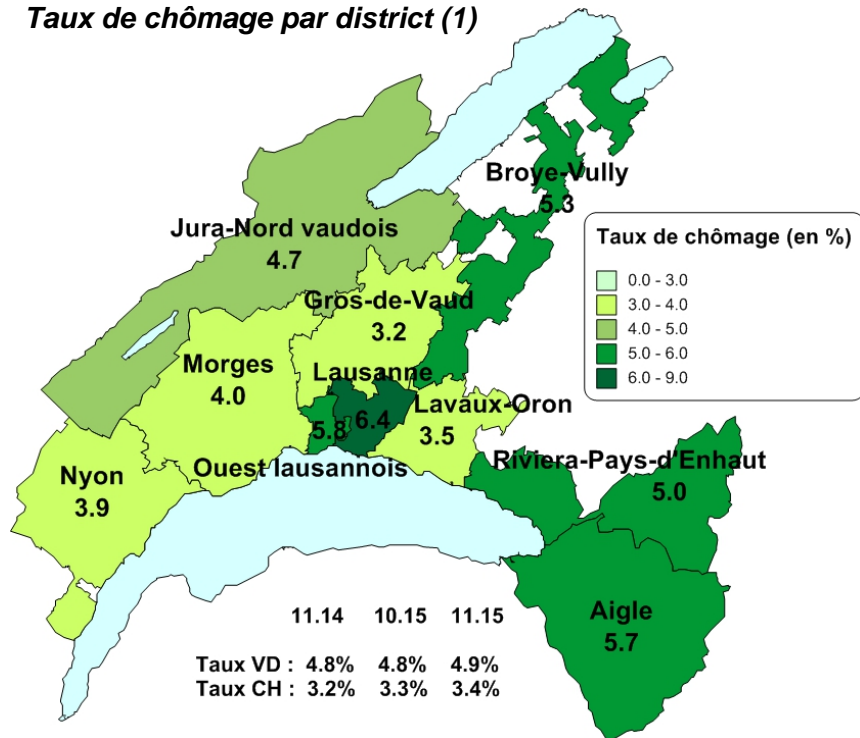 Taux de chômage par district (1)
Broye-Vully
5.3
Jura-Nord vaudois
4.7
Taux de chômage (en %)
0.0 - 3.0
3.0 - 4.0
4.0 - 5.0
5.0 - 6.0
6.0 - 9.0
Gros-de-Vaud
3.2
Morges
4.0
Lausanne
6.4
Lavaux-Oron
3.5
5.8
Ouest lausannois
Nyon
3.9
Riviera-Pays-d'Enhaut
5.0
Aigle
5.7
11.14 10.15 11.15
Taux VD : 4.8% 4.8% 4.9%
Taux CH : 3.2% 3.3% 3.4%